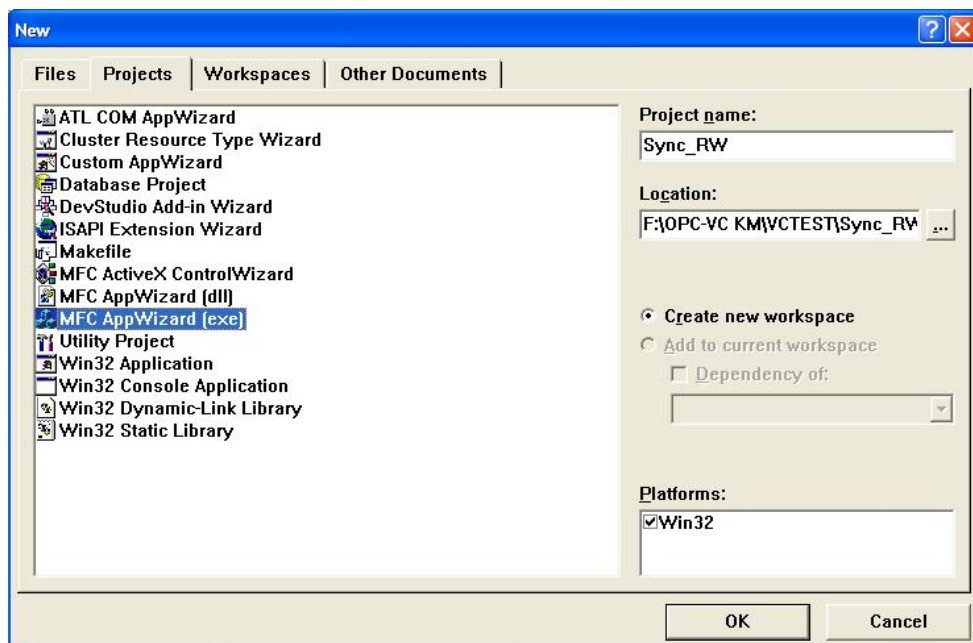 New
Files Projects Workspaces Other Documents
ATL COM AppWizard
Cluster Resource Type Wizard
Custom AppWizard
Database Project
DevStudio Add-in Wizard
ISAPI Extension Wizard
Makefile
MFC ActiveX ControlWizard
MFC AppWizard (dll)
MFC AppWizard (exe)
Utility Project
Win32 Application
Win32 Console Application
Win32 Dynamic-Link Library
Win32 Static Library
Project name:
Sync_RW
Location:
F:\OPC-VC KM\VCTEST\Sync_RW
...
Create new workspace
Add to current workspace
Dependency of:
Platforms:
Win32
OK Cancel